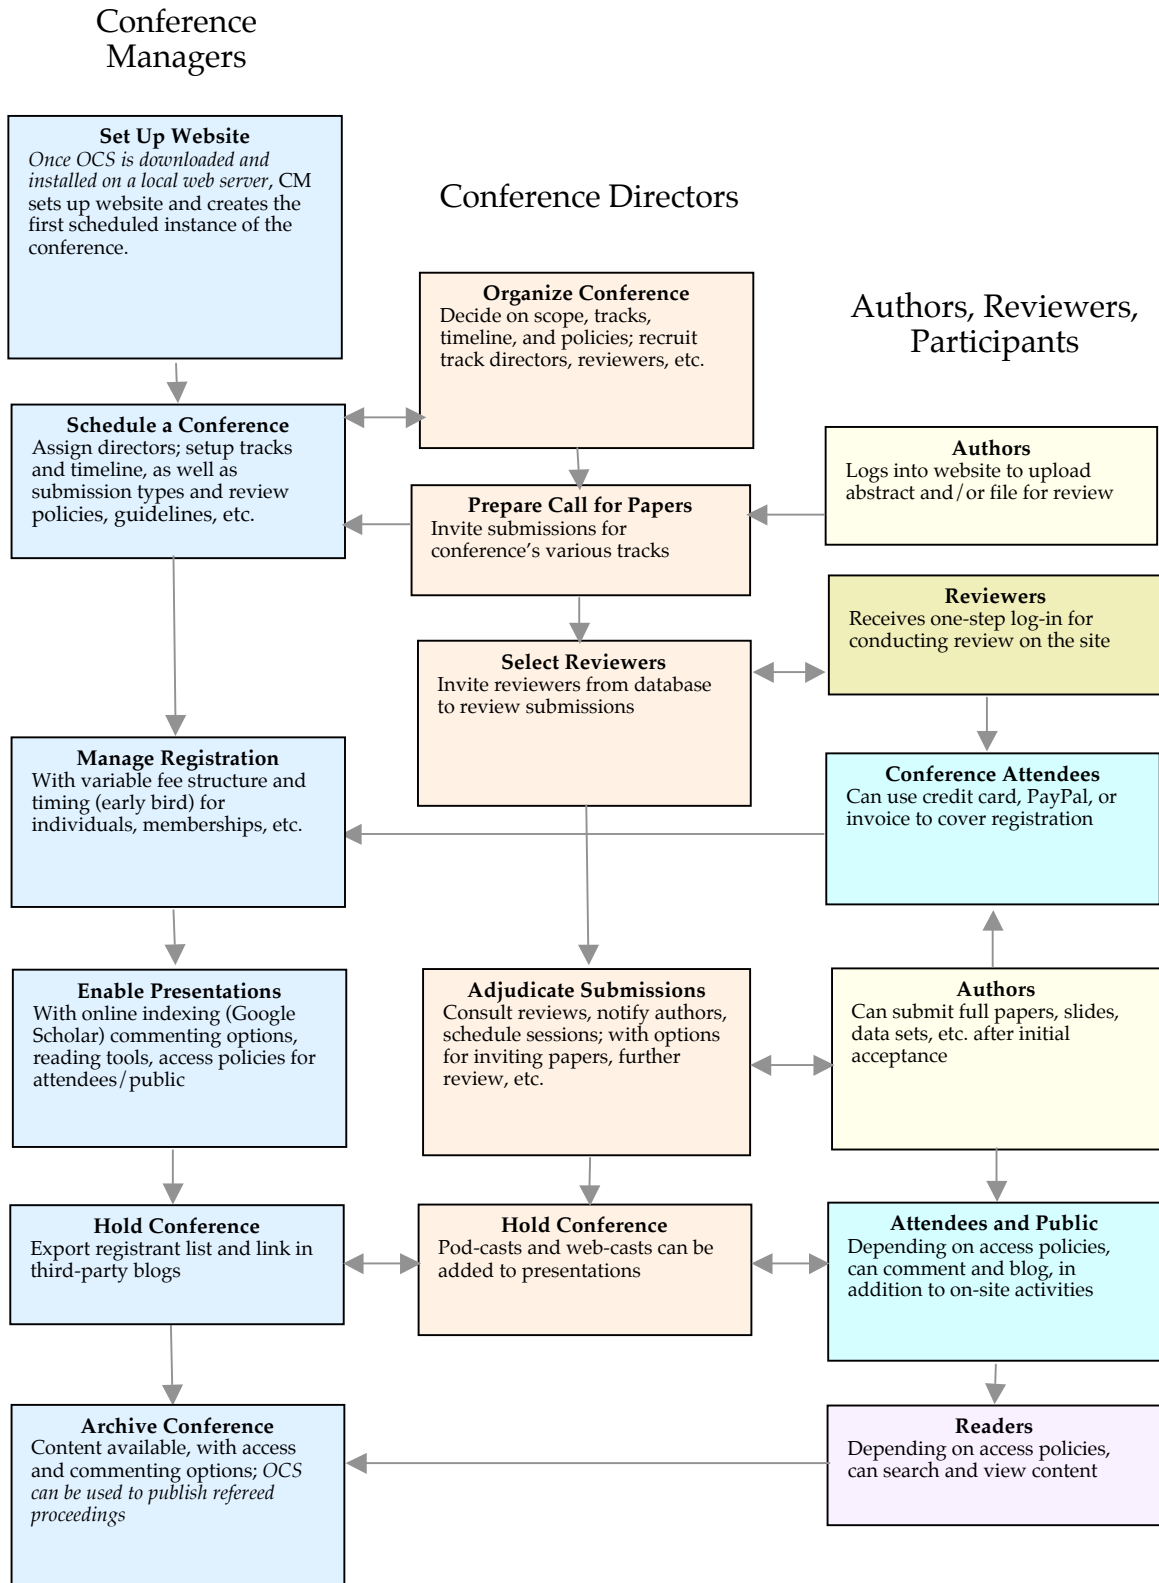 Conference
Managers
Set Up Website
Once OCS is downloaded and
installed on a local web server, CM
sets up website and creates the
first scheduled instance of the
conference.
Schedule a Conference
Assign directors; setup tracks
and timeline, as well as
submission types and review
policies, guidelines, etc.
Manage Registration
With variable fee structure and
timing (early bird) for
individuals, memberships, etc.
Enable Presentations
With online indexing (Google
Scholar) commenting options,
reading tools, access policies for
attendees/public
Hold Conference
Export registrant list and link in
third-party blogs
Archive Conference
Content available, with access
and commenting options; OCS
can be used to publish refereed
proceedings
Conference Directors
Organize Conference
Decide on scope, tracks,
timeline, and policies; recruit
track directors, reviewers, etc.
Prepare Call for Papers
Invite submissions for
conference's various tracks
Select Reviewers
Invite reviewers from database
to review submissions
Adjudicate Submissions
Consult reviews, notify authors,
schedule sessions; with options
for inviting papers, further
review, etc.
Hold Conference
Pod-casts and web-casts can be
added to presentations
Authors, Reviewers,
Participants
Authors
Logs into website to upload
abstract and/or file for review
Reviewers
Receives one-step log-in for
conducting review on the site
Conference Attendees
Can use credit card, PayPal, or
invoice to cover registration
Authors
Can submit full papers, slides,
data sets, etc. after initial
acceptance
Attendees and Public
Depending on access policies,
can comment and blog, in
addition to on-site activities
Readers
Depending on access policies,
can search and view content